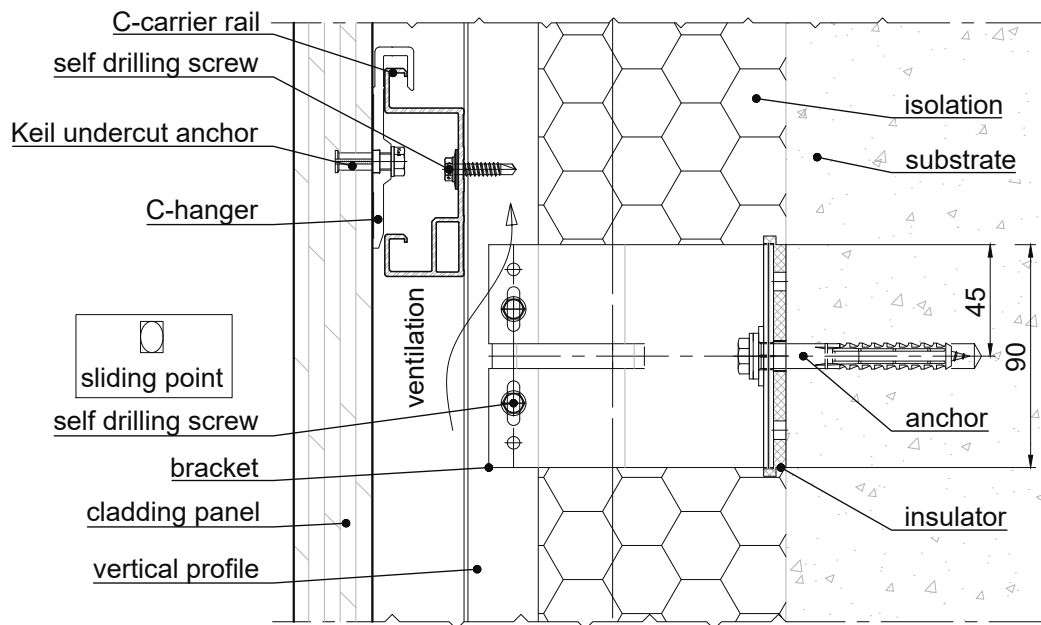 C-carrier rail
self drilling screw
Keil undercut anchor
C-hanger
isolation
substrate
ventilation
45
90
sliding point
self drilling screw
bracket
cladding panel
vertical profile
anchor
insulator